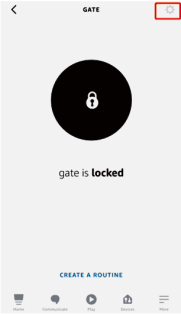 GATE
gate is locked
CREATE A ROUTINE
Home Communicate Play Devices More